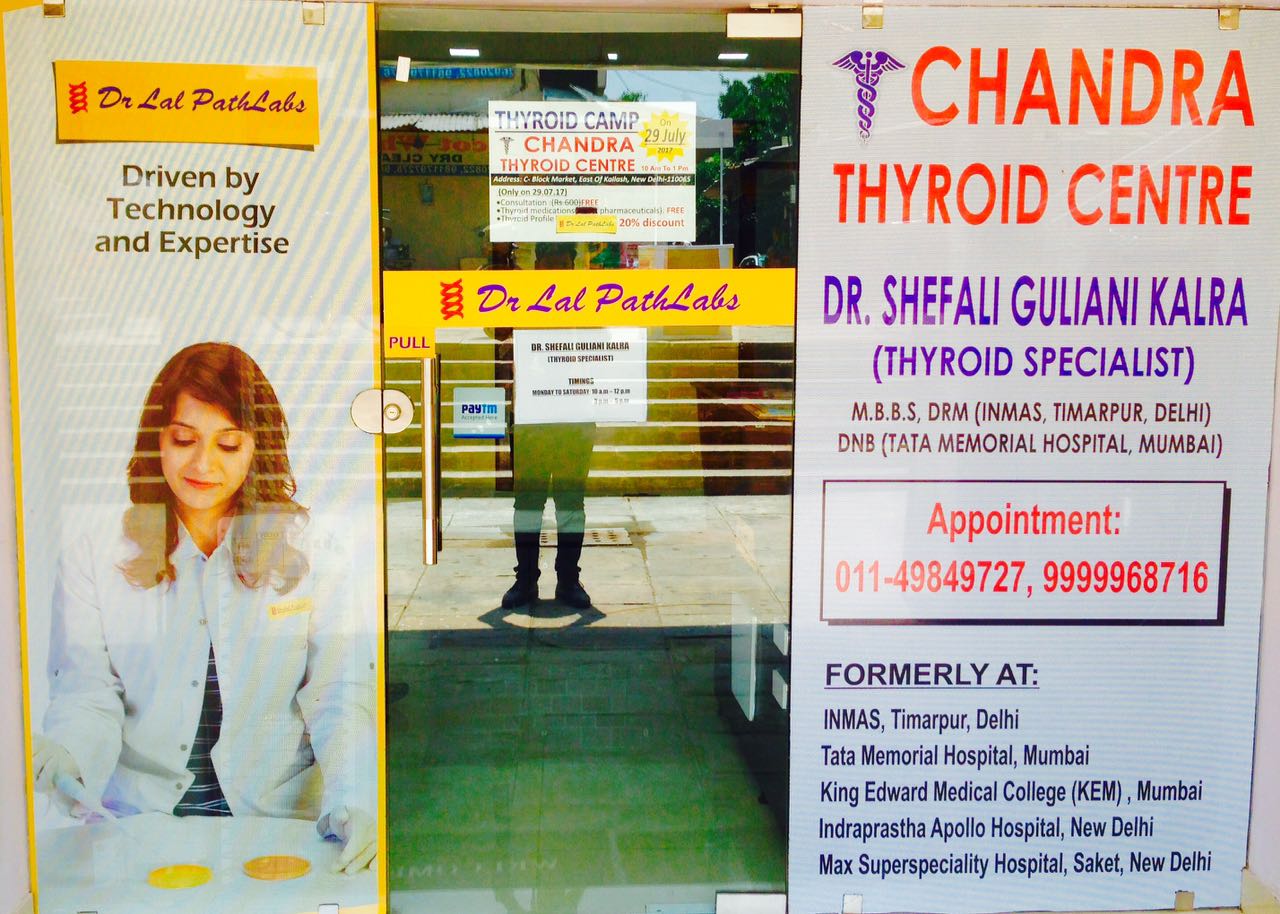 Dr Lal PathLabs
Driven by
Technology
and Expertise
THYROID CAMP
On
29 July
2017
CHANDRA
THYROID CENTRE
10 Am To 1 Pm
Address: C- Block Market, East Of Kailash, New Delhi-110065
(Only on 29.07.17)
•Consultation :(Rs 600)FREE
•Thyroid medications pharmaceuticals): FREE
•Thyroid Profile Dr Lal PathLabs 20% discount
Dr Lal PathLabs
PULL
DR. SHEFALI GULIANI KALRA
(THYROID SPECIALIST)
TIMINGS
MONDAY TO SATURDAY 10 a.m – 12 p.m
paytm
Accepted Here
CHANDRA
THYROID CENTRE
DR. SHEFALI GULIANI KALRA
(THYROID SPECIALIST)
M.B.B.S, DRM (INMAS, TIMARPUR, DELHI)
DNB (TATA MEMORIAL HOSPITAL, MUMBAI)
Appointment:
011-49849727, 9999968716
FORMERLY AT:
INMAS, Timarpur, Delhi
Tata Memorial Hospital, Mumbai
King Edward Medical College (KEM) , Mumbai
Indraprastha Apollo Hospital, New Delhi
Max Superspeciality Hospital, Saket, New Delhi